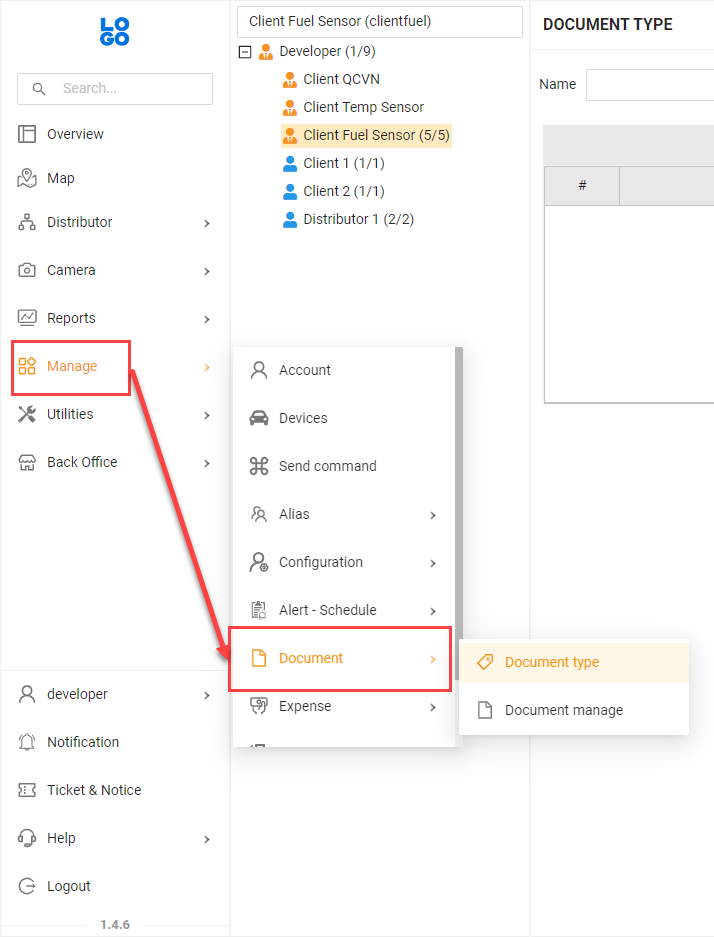 LO
GO
Search...
Overview
Map
Distributor
Camera
Reports
Manage
Utilities
Back Office
developer
Notification
Ticket & Notice
Help
Logout
1.4.6
Client Fuel Sensor (clientfuel)
Developer (1/9)
Client QCVN
Client Temp Sensor
Client Fuel Sensor (5/5)
Client 1 (1/1)
Client 2 (1/1)
Distributor 1 (2/2)
Account
Devices
Send command
Alias
Configuration
Alert - Schedule
Document
Expense
Document type
Document manage
DOCUMENT TYPE
Name
#